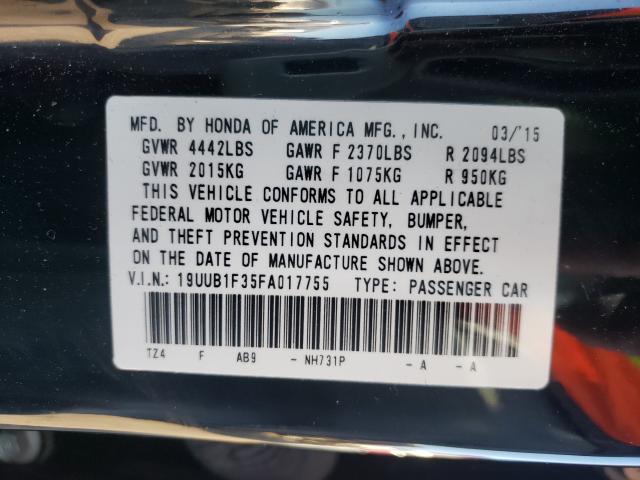 MFD. BY HONDA OF AMERICA MFG., INC. 03/'15
GVWR 4442LBS GAWR F 2370LBS R 2094LBS
GVWR 2015KG GAWR F 1075KG R 950KG
THIS VEHICLE CONFORMS TO ALL APPLICABLE
FEDERAL MOTOR VEHICLE SAFETY, BUMPER,
AND THEFT PREVENTION STANDARDS IN EFFECT
ON THE DATE OF MANUFACTURE SHOWN ABOVE.
V.I.N.: 19UUB1F35FA017755 TYPE: PASSENGER CAR
TZ4 F AB9 - NH731P - A - A